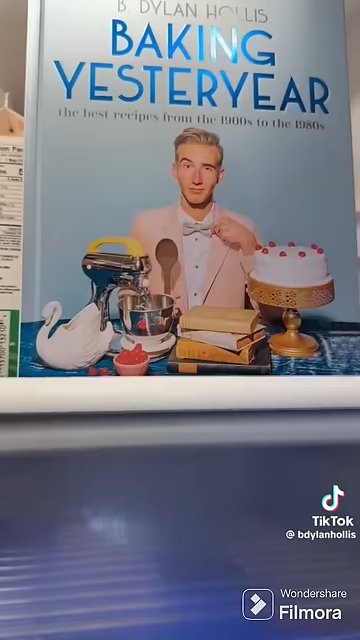 B. DYLAN HOLLIS
BAKING
YESTERYEAR
the best recipes from the 1900s to the 1980s
TikTok
@ bdylanhollis
Wondershare
Filmora